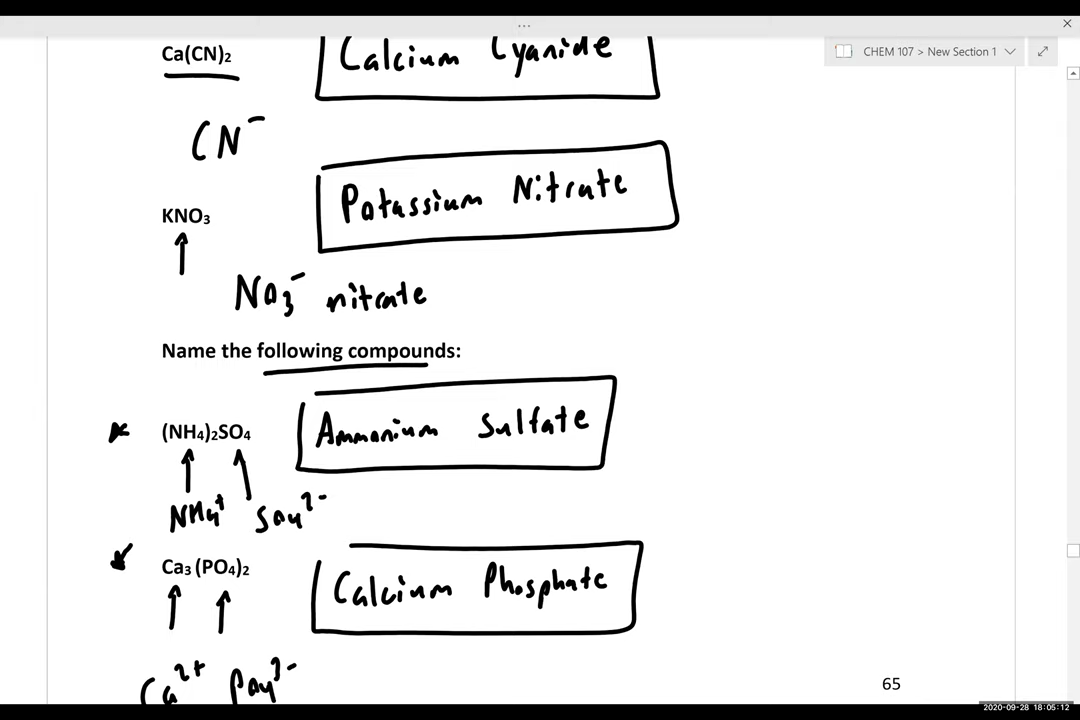 ...
CHEM 107 > New Section 1
Ca(CN)₂ Calcium Cyanide
CN⁻
KNO₃ Potassium Nitrate
NO₃⁻ nitrate
Name the following compounds:
(NH₄)₂SO₄ Ammonium Sulfate
NH₄⁺ SO₄²⁻
Ca₃ (PO₄)₂ Calcium Phosphate
Ca²⁺ PO₄³⁻
65
2020-09-28 18:05:12